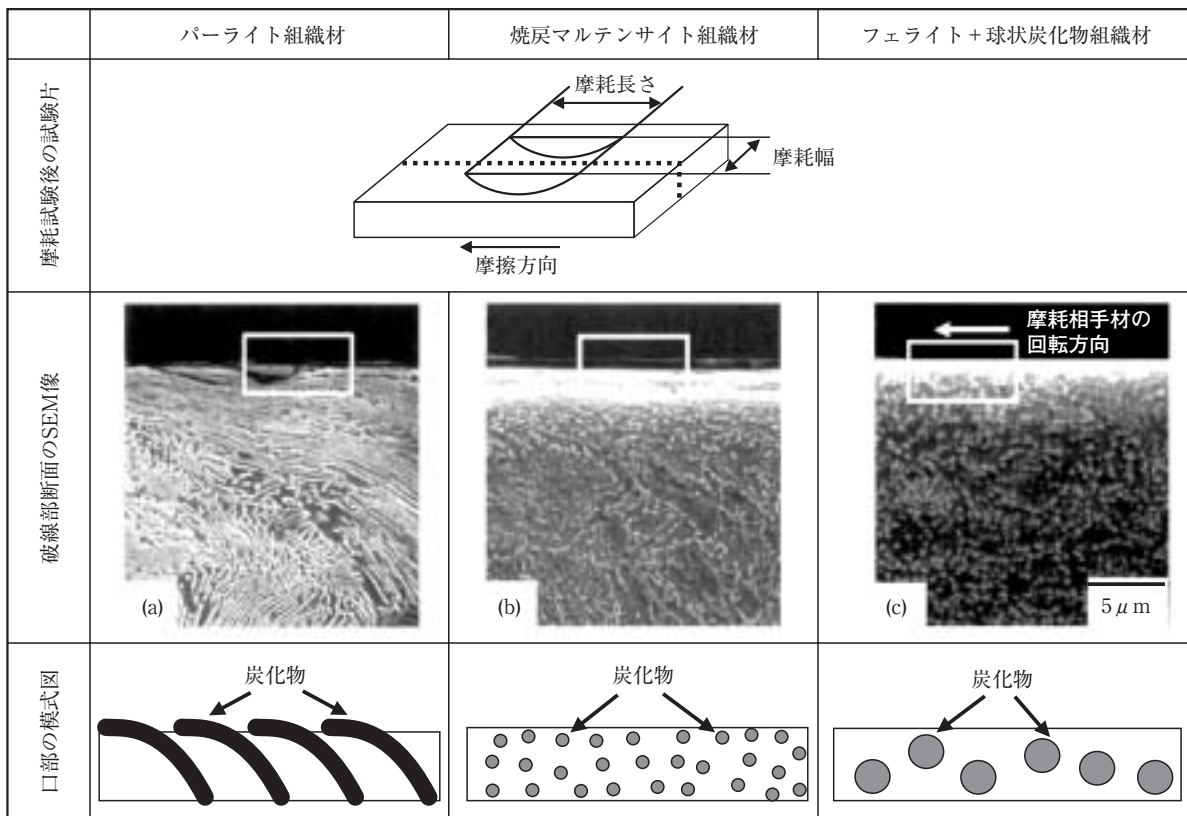 パーライト組織材
焼戻マルテンサイト組織材
フェライト+球状炭化物組織材
摩耗試験後の試験片
摩耗長さ
摩耗幅
摩擦方向
破線部断面のSEM像
(a)
(b)
摩耗相手材の
回転方向
(c)
5μm
口部の模式図
炭化物
炭化物
炭化物